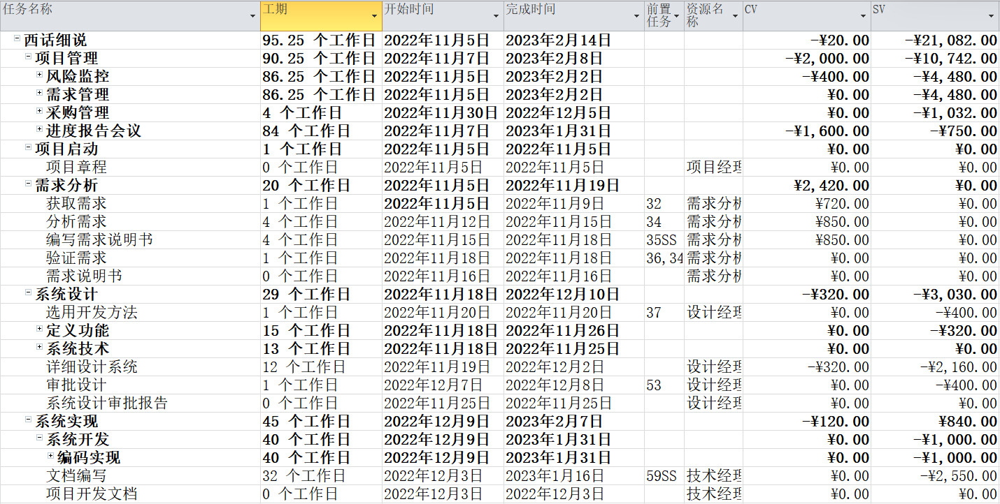 任务名称 工期 开始时间 完成时间 前置任务 资源名称 CV SV
西话细说 95.25 个工作日 2022年11月5日 2023年2月14日 -¥20.00 -¥21,082.00
项目管理 90.25 个工作日 2022年11月7日 2023年2月8日 -¥2,000.00 -¥10,742.00
风险监控 86.25 个工作日 2022年11月5日 2023年2月2日 -¥400.00 -¥4,480.00
需求管理 86.25 个工作日 2022年11月5日 2023年2月2日 ¥0.00 -¥4,480.00
采购管理 4 个工作日 2022年11月30日 2022年12月5日 ¥0.00 -¥1,032.00
进度报告会议 84 个工作日 2022年11月7日 2023年1月31日 -¥1,600.00 -¥750.00
项目启动 1 个工作日 2022年11月5日 2022年11月5日 ¥0.00 ¥0.00
项目章程 0 个工作日 2022年11月5日 2022年11月5日 项目经理 ¥0.00 ¥0.00
需求分析 20 个工作日 2022年11月5日 2022年11月19日 ¥2,420.00 ¥0.00
获取需求 1 个工作日 2022年11月5日 2022年11月9日 32 需求分析 ¥720.00 ¥0.00
分析需求 4 个工作日 2022年11月12日 2022年11月15日 34 需求分析 ¥850.00 ¥0.00
编写需求说明书 4 个工作日 2022年11月15日 2022年11月18日 35SS 需求分析 ¥850.00 ¥0.00
验证需求 1 个工作日 2022年11月18日 2022年11月18日 36,34 需求分析 ¥0.00 ¥0.00
需求说明书 0 个工作日 2022年11月16日 2022年11月16日 需求分析 ¥0.00 ¥0.00
系统设计 29 个工作日 2022年11月18日 2022年12月10日 -¥320.00 -¥3,030.00
选用开发方法 1 个工作日 2022年11月20日 2022年11月20日 37 设计经理 ¥0.00 -¥400.00
定义功能 15 个工作日 2022年11月18日 2022年11月26日 ¥0.00 -¥320.00
系统技术 13 个工作日 2022年11月18日 2022年11月25日 ¥0.00 ¥0.00
详细设计系统 12 个工作日 2022年11月19日 2022年12月2日 设计经理 -¥320.00 -¥2,160.00
审批设计 1 个工作日 2022年12月7日 2022年12月8日 53 设计经理 ¥0.00 -¥400.00
系统设计审批报告 0 个工作日 2022年11月25日 2022年11月25日 设计经理 ¥0.00 ¥0.00
系统实现 45 个工作日 2022年12月9日 2023年2月7日 -¥120.00 ¥840.00
系统开发 40 个工作日 2022年12月9日 2023年1月31日 ¥0.00 -¥1,000.00
编码实现 40 个工作日 2022年12月9日 2023年1月31日 ¥0.00 -¥1,000.00
文档编写 32 个工作日 2022年12月3日 2023年1月16日 59SS 技术经理 ¥0.00 -¥2,550.00
项目开发文档 0 个工作日 2022年12月3日 2022年12月3日 技术经理 ¥0.00 ¥0.00